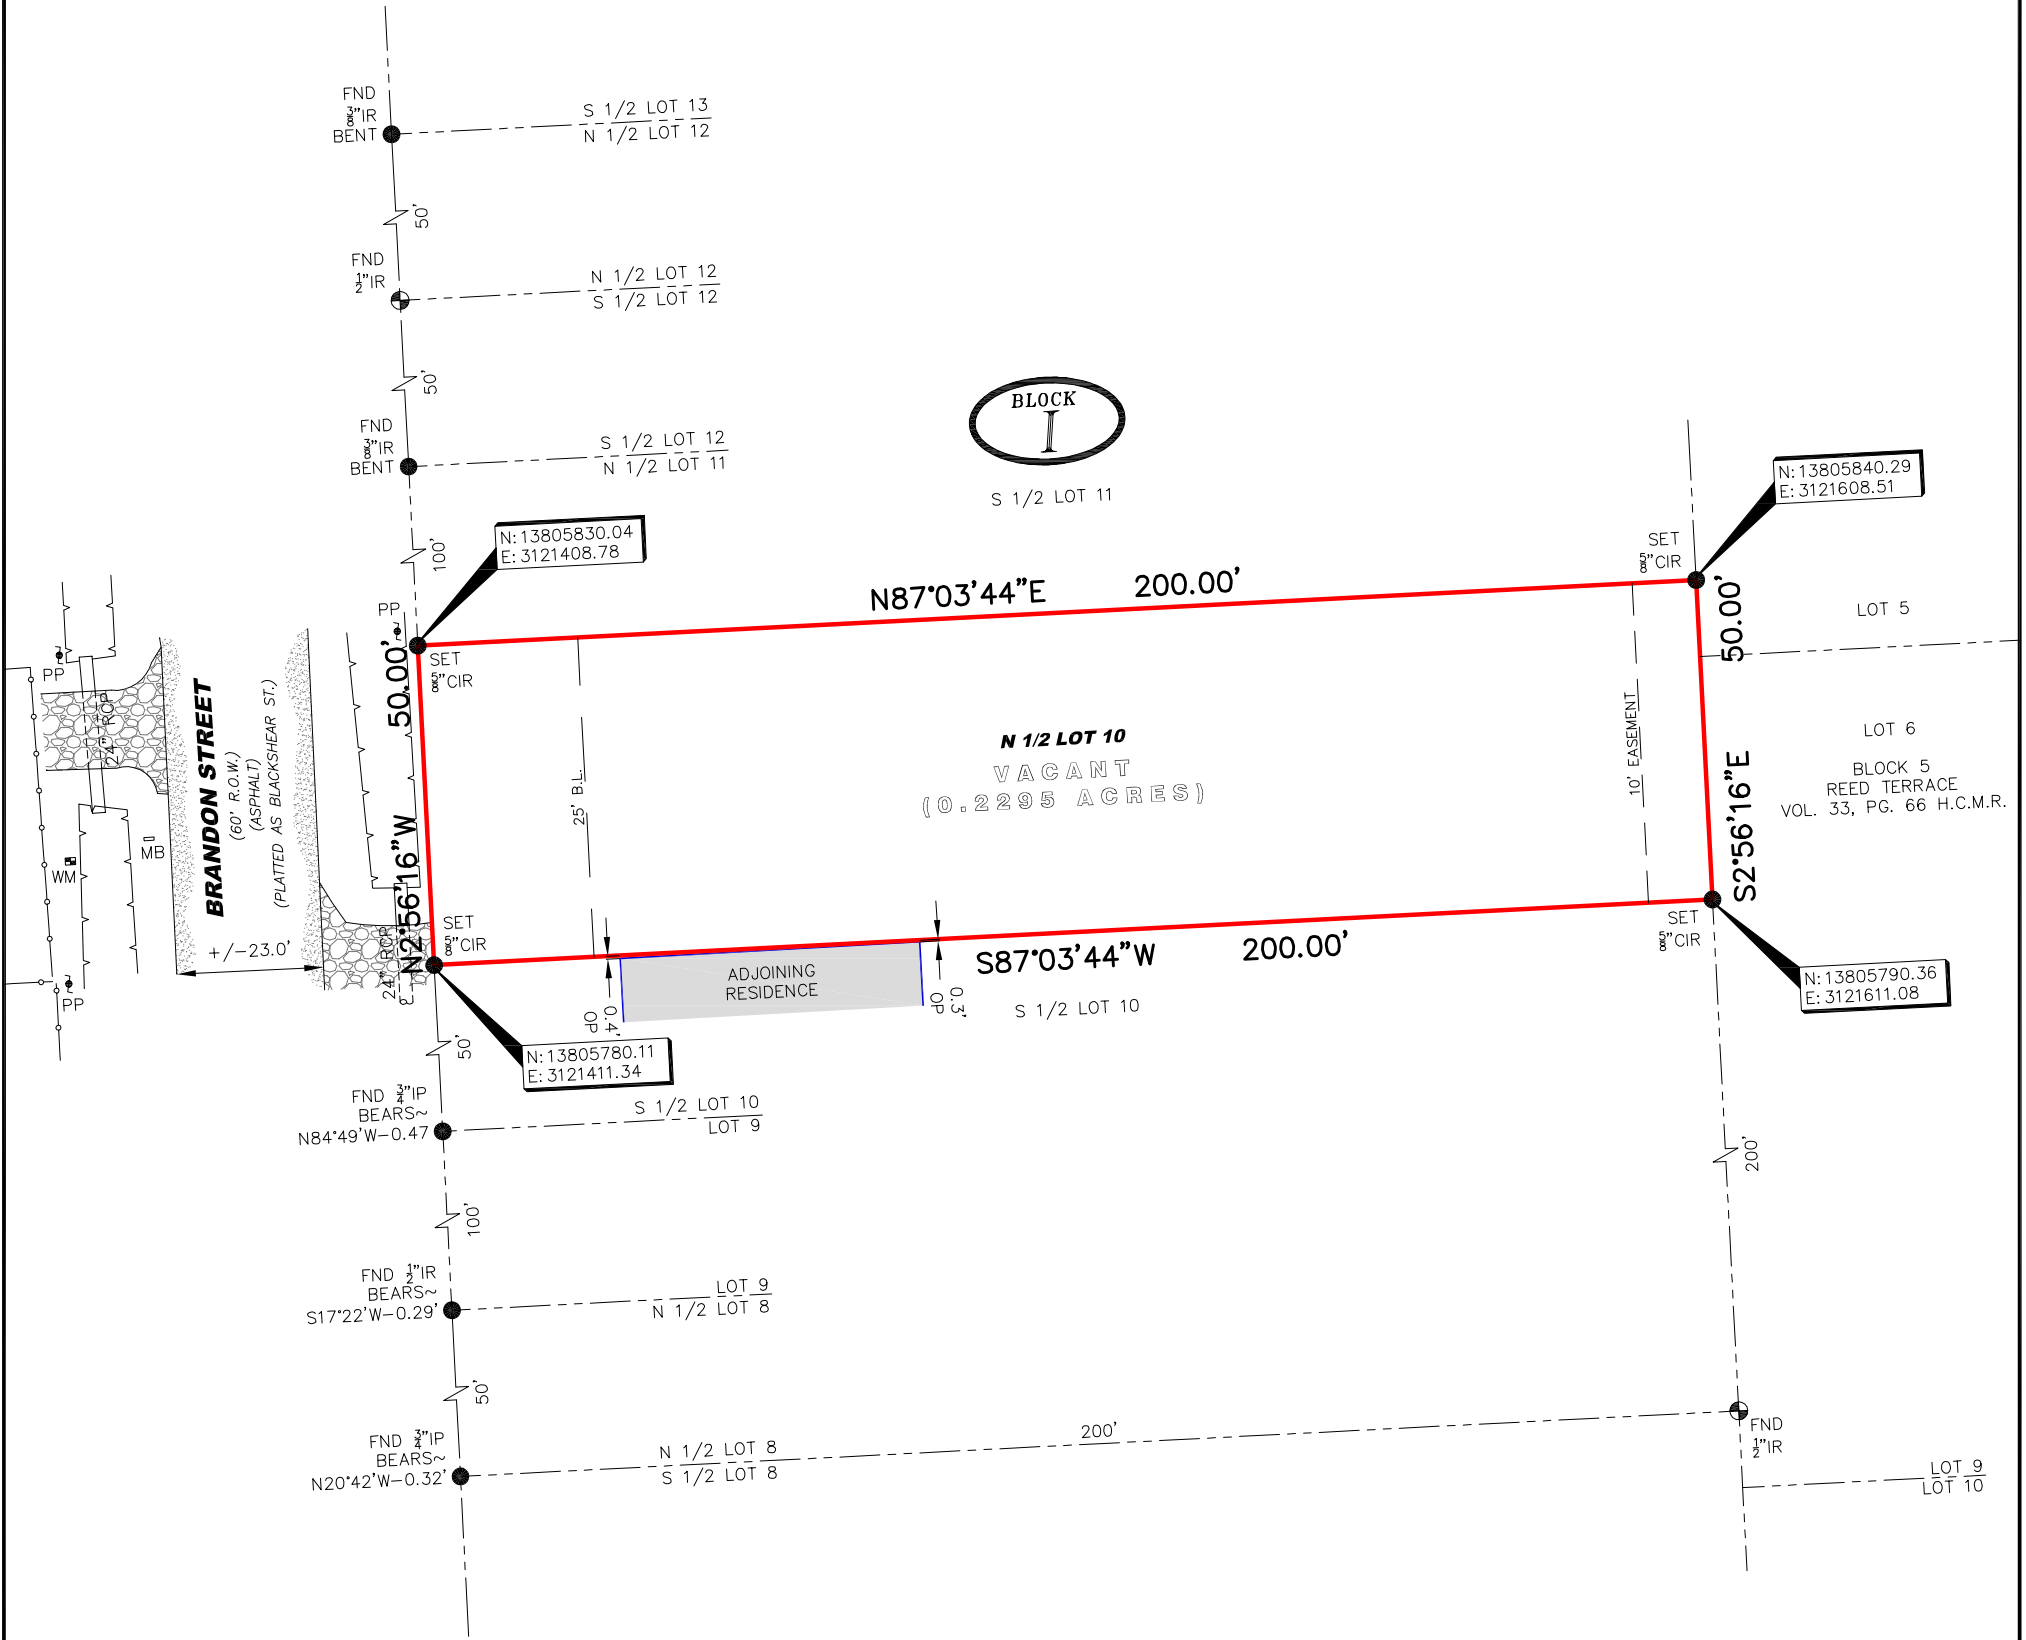 FND
3/8"IR
BENT
S 1/2 LOT 13
N 1/2 LOT 12
50'
FND
1/2"IR
N 1/2 LOT 12
S 1/2 LOT 12
50'
FND
3/8"IR
BENT
S 1/2 LOT 12
N 1/2 LOT 11
BLOCK
I
S 1/2 LOT 11
100'
N: 13805830.04
E: 3121408.78
N: 13805840.29
E: 3121608.51
SET
5/8"CIR
N87°03'44"E 200.00'
PP
SET
5/8"CIR
50.00'
N2°56'16"W
50.00'
S2°56'16"E
LOT 5
LOT 6
BLOCK 5
REED TERRACE
VOL. 33, PG. 66 H.C.M.R.
PP
24" RCP
BRANDON STREET
(60' R.O.W.)
(ASPHALT)
(PLATTED AS BLACKSHEAR ST.)
MB
WM
PP
+/-23.0'
24" RCP
25' B.L.
N 1/2 LOT 10
VACANT
(0.2295 ACRES)
10' EASEMENT
SET
5/8"CIR
SET
5/8"CIR
S87°03'44"W 200.00'
ADJOINING
RESIDENCE
0.4'
OP
0.3'
OP
S 1/2 LOT 10
N: 13805790.36
E: 3121611.08
N: 13805780.11
E: 3121411.34
50'
FND 3/4"IP
BEARS~
N84°49'W-0.47
S 1/2 LOT 10
LOT 9
200'
100'
FND 1/2"IR
BEARS~
S17°22'W-0.29'
LOT 9
N 1/2 LOT 8
50'
FND 3/4"IP
BEARS~
N20°42'W-0.32'
N 1/2 LOT 8
S 1/2 LOT 8
200'
FND
1/2"IR
LOT 9
LOT 10